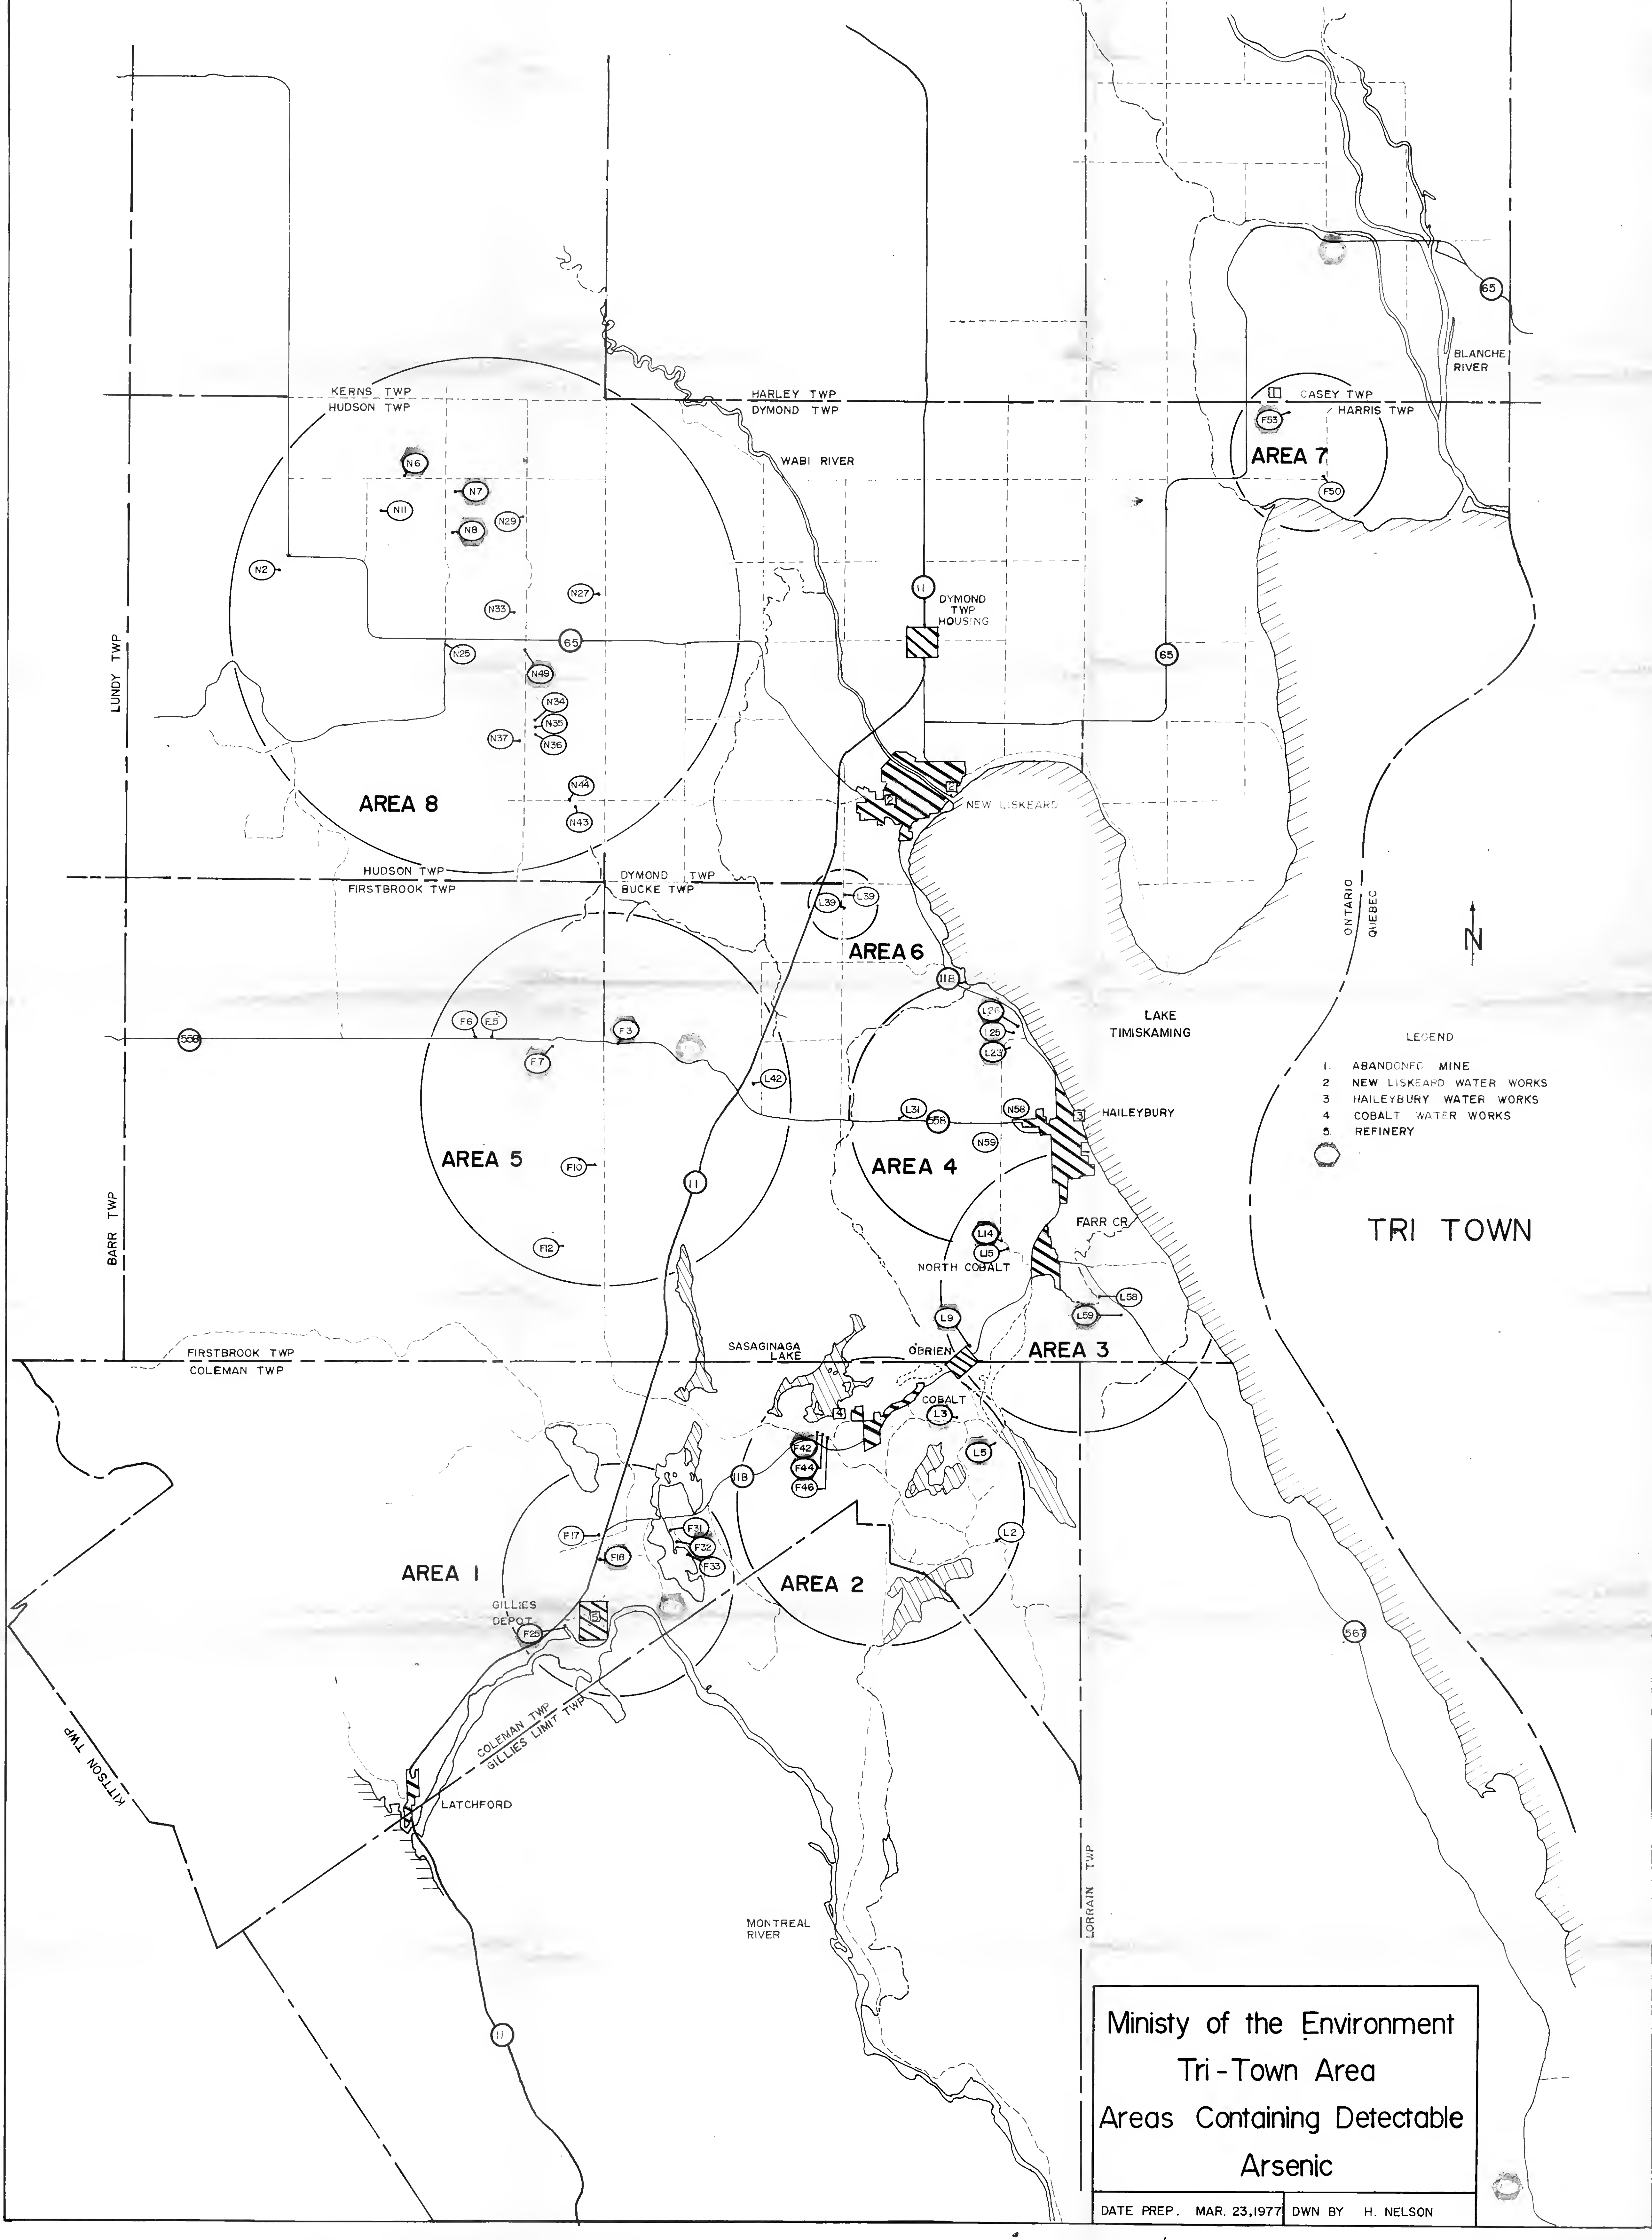 65
BLANCHE
RIVER
KERNS TWP
HUDSON TWP
HARLEY TWP
DYMOND TWP
1
CASEY TWP
HARRIS TWP
F53
AREA 7
F50
WABI RIVER
N6
N7
N11
N8
N29
N2
N27
N33
11
DYMOND
TWP
HOUSING
65
N25
65
N49
LUNDY TWP
N34
N35
N36
N37
N44
N43
AREA 8
2
2
NEW LISKEARD
HUDSON TWP
FIRSTBROOK TWP
DYMOND TWP
BUCKE TWP
L39
L39
AREA 6
ONTARIO
QUEBEC
N
11B
F6
F5
F3
558
F7
L26
L25
L23
LAKE
TIMISKAMING
LEGEND
1. ABANDONED MINE
2 NEW LISKEARD WATER WORKS
3 HAILEYBURY WATER WORKS
4 COBALT WATER WORKS
5. REFINERY
L42
L31
558
N58
3
HAILEYBURY
N59
AREA 5
F10
AREA 4
11
BARR TWP
F12
L14
L15
NORTH COBALT
FARR CR.
TRI TOWN
L58
L59
L9
AREA 3
FIRSTBROOK TWP
COLEMAN TWP
SASAGINAGA
LAKE
O'BRIEN
4
COBALT
L3
L5
F42
F44
F46
11B
F17
F18
F31
F32
F33
L2
AREA 1
AREA 2
GILLIES
DEPOT
F25
5
567
COLEMAN TWP
GILLIES LIMIT TWP
KITTSON TWP
LATCHFORD
LORRAIN TWP
MONTREAL
RIVER
11
Ministy of the Environment
Tri-Town Area
Areas Containing Detectable
Arsenic
DATE PREP. MAR. 23,1977 DWN BY H. NELSON